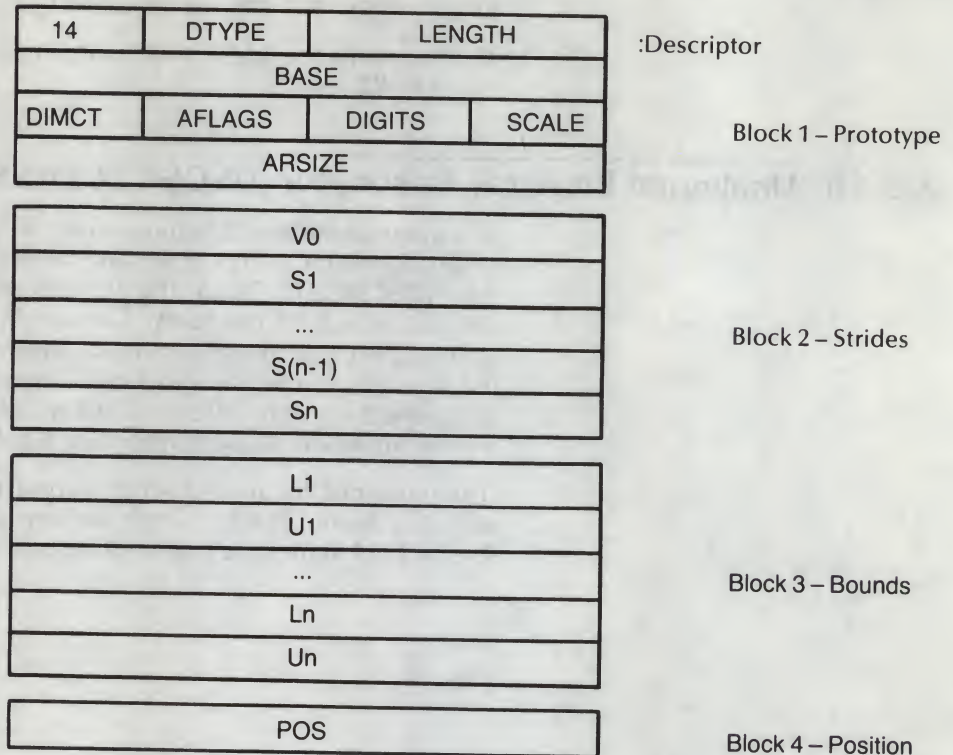 14 DTYPE LENGTH :Descriptor
BASE
DIMCT AFLAGS DIGITS SCALE Block 1 – Prototype
ARSIZE
V0
S1
... Block 2 – Strides
S(n-1)
Sn
L1
U1
... Block 3 – Bounds
Ln
Un
POS Block 4 – Position